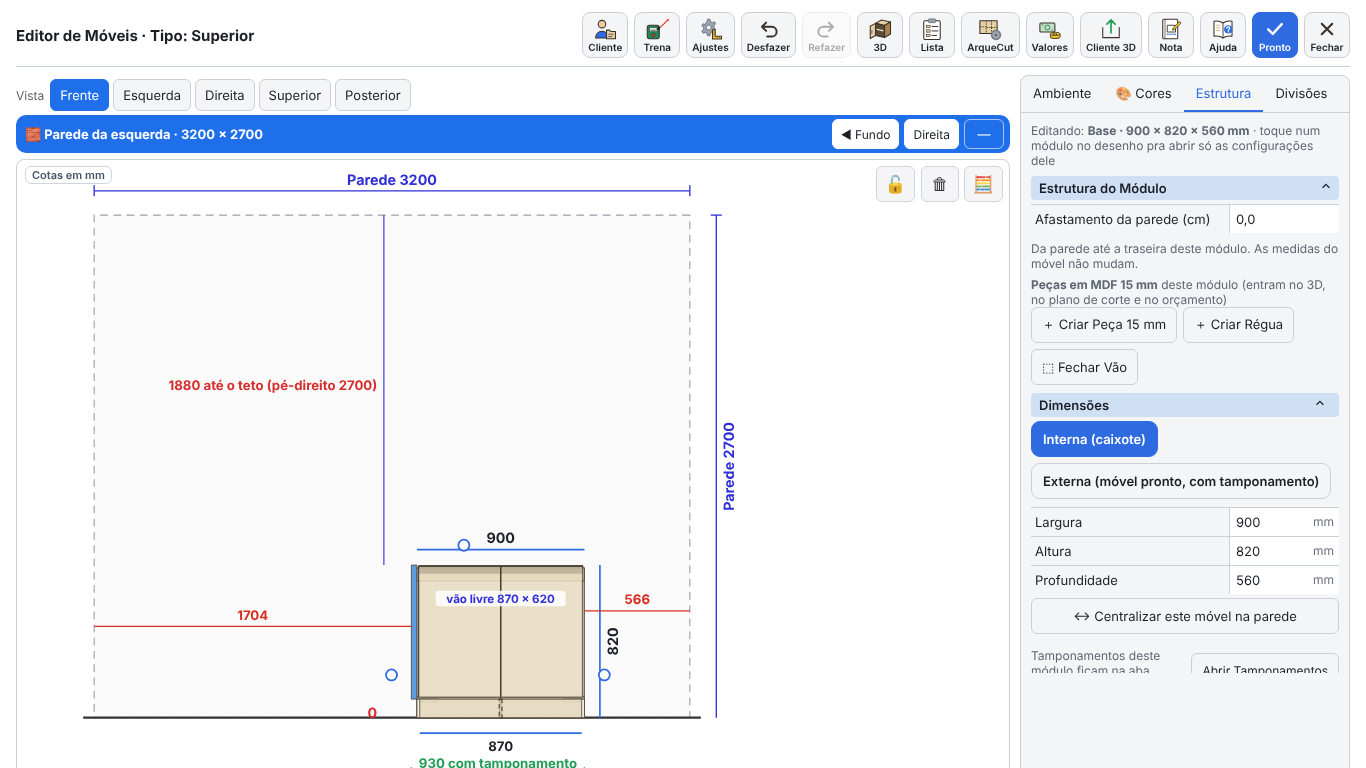 Editor de Móveis · Tipo: Superior
Cliente
Trena
Ajustes
Desfazer
Refazer
3D
Lista
ArqueCut
Valores
Cliente 3D
Nota
Ajuda
Pronto
Fechar
Vista
Frente
Esquerda
Direita
Superior
Posterior
Parede da esquerda · 3200 × 2700
◀ Fundo
Direita
—
Cotas em mm
Parede 3200
1880 até o teto (pé-direito 2700)
Parede 2700
900
vão livre 870 × 620
566
1704
820
0
870
930 com tamponamento
Ambiente
🎨 Cores
Estrutura
Divisões
Editando: Base · 900 × 820 × 560 mm · toque num
módulo no desenho pra abrir só as configurações
dele
Estrutura do Módulo
Afastamento da parede (cm)
0,0
Da parede até a traseira deste módulo. As medidas do
móvel não mudam.
Peças em MDF 15 mm deste módulo (entram no 3D,
no plano de corte e no orçamento)
+ Criar Peça 15 mm
+ Criar Régua
Fechar Vão
Dimensões
Interna (caixote)
Externa (móvel pronto, com tamponamento)
Largura
900 mm
Altura
820 mm
Profundidade
560 mm
↔ Centralizar este móvel na parede
Tamponamentos deste
módulo ficam na aba
Abrir Tamponamentos